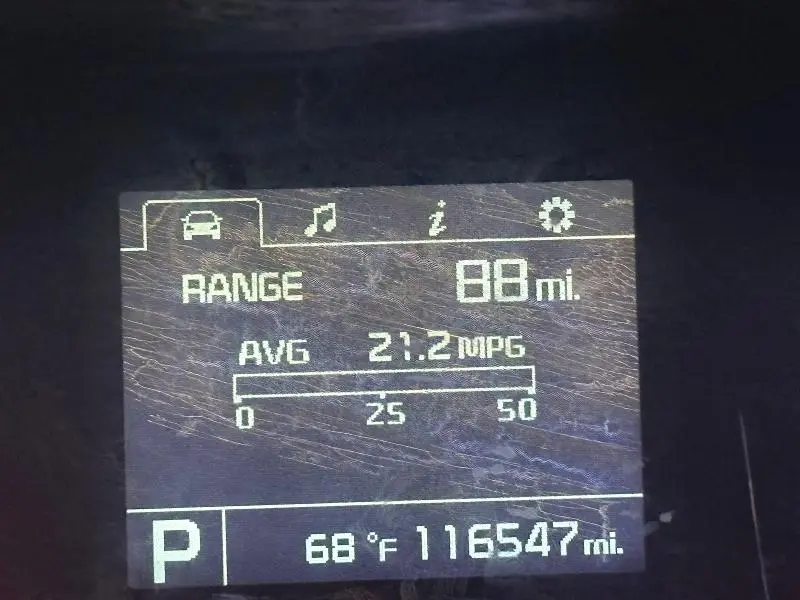 i
RANGE 88 mi.
AVG 21.2 MPG
0 25 50
P 68 °F 116547 mi.